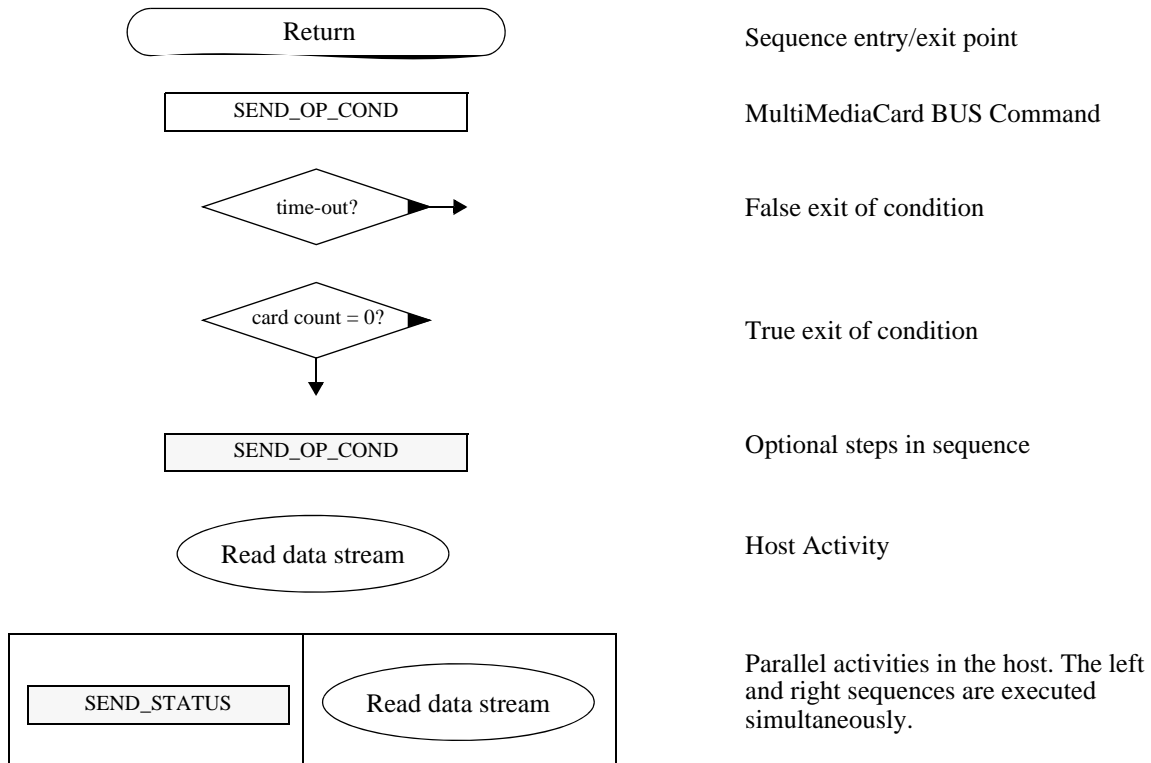 Return
Sequence entry/exit point
SEND_OP_COND
MultiMediaCard BUS Command
time-out?
False exit of condition
card count = 0?
True exit of condition
SEND_OP_COND
Optional steps in sequence
Read data stream
Host Activity
SEND_STATUS
Read data stream
Parallel activities in the host. The left
and right sequences are executed
simultaneously.